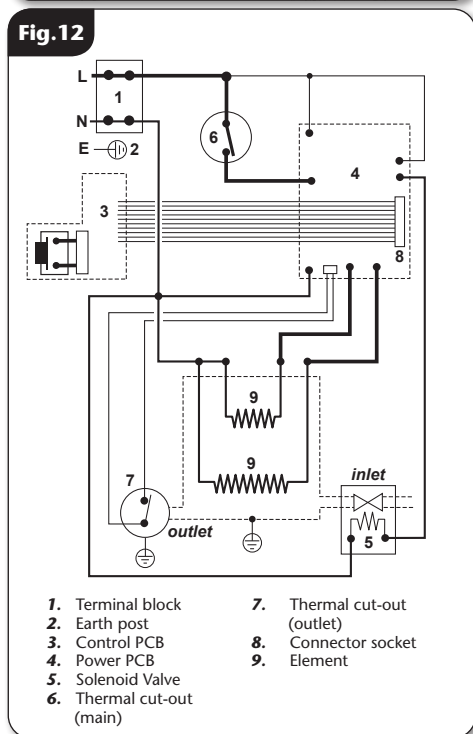 Fig.12
L
1
N
E
2
6
4
3
8
9
9
7
inlet
outlet
5
1. Terminal block
2. Earth post
3. Control PCB
4. Power PCB
5. Solenoid Valve
6. Thermal cut-out
(main)
7. Thermal cut-out
(outlet)
8. Connector socket
9. Element